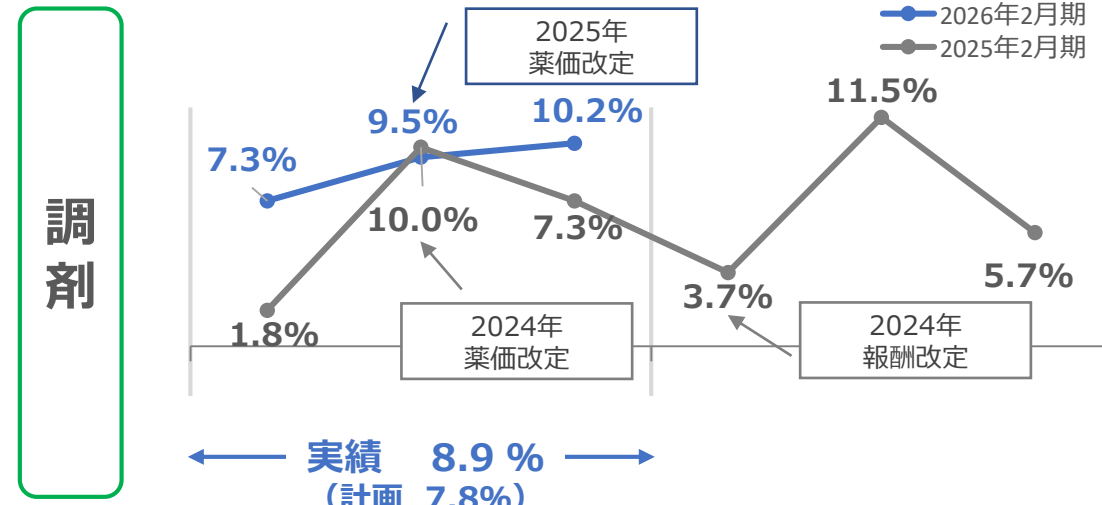 調
剤
2026年2月期
2025年2月期
2025年
薬価改定
7.3%
9.5%
10.2%
11.5%
1.8%
10.0%
7.3%
3.7%
5.7%
2024年
薬価改定
2024年
報酬改定
実績 8.9 %
（計画 7.8%）